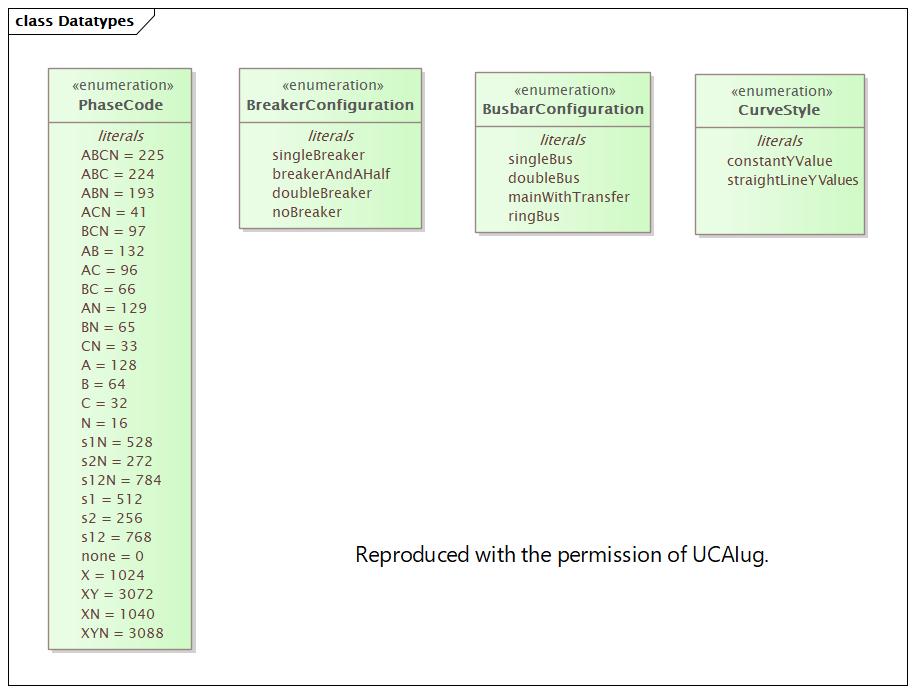 class Datatypes
«enumeration»
PhaseCode
literals
ABCN = 225
ABC = 224
ABN = 193
ACN = 41
BCN = 97
AB = 132
AC = 96
BC = 66
AN = 129
BN = 65
CN = 33
A = 128
B = 64
C = 32
N = 16
s1N = 528
s2N = 272
s12N = 784
s1 = 512
s2 = 256
s12 = 768
none = 0
X = 1024
XY = 3072
XN = 1040
XYN = 3088
«enumeration»
BreakerConfiguration
literals
singleBreaker
breakerAndAHalf
doubleBreaker
noBreaker
«enumeration»
BusbarConfiguration
literals
singleBus
doubleBus
mainWithTransfer
ringBus
«enumeration»
CurveStyle
literals
constantYValue
straightLineYValues
Reproduced with the permission of UCAIug.